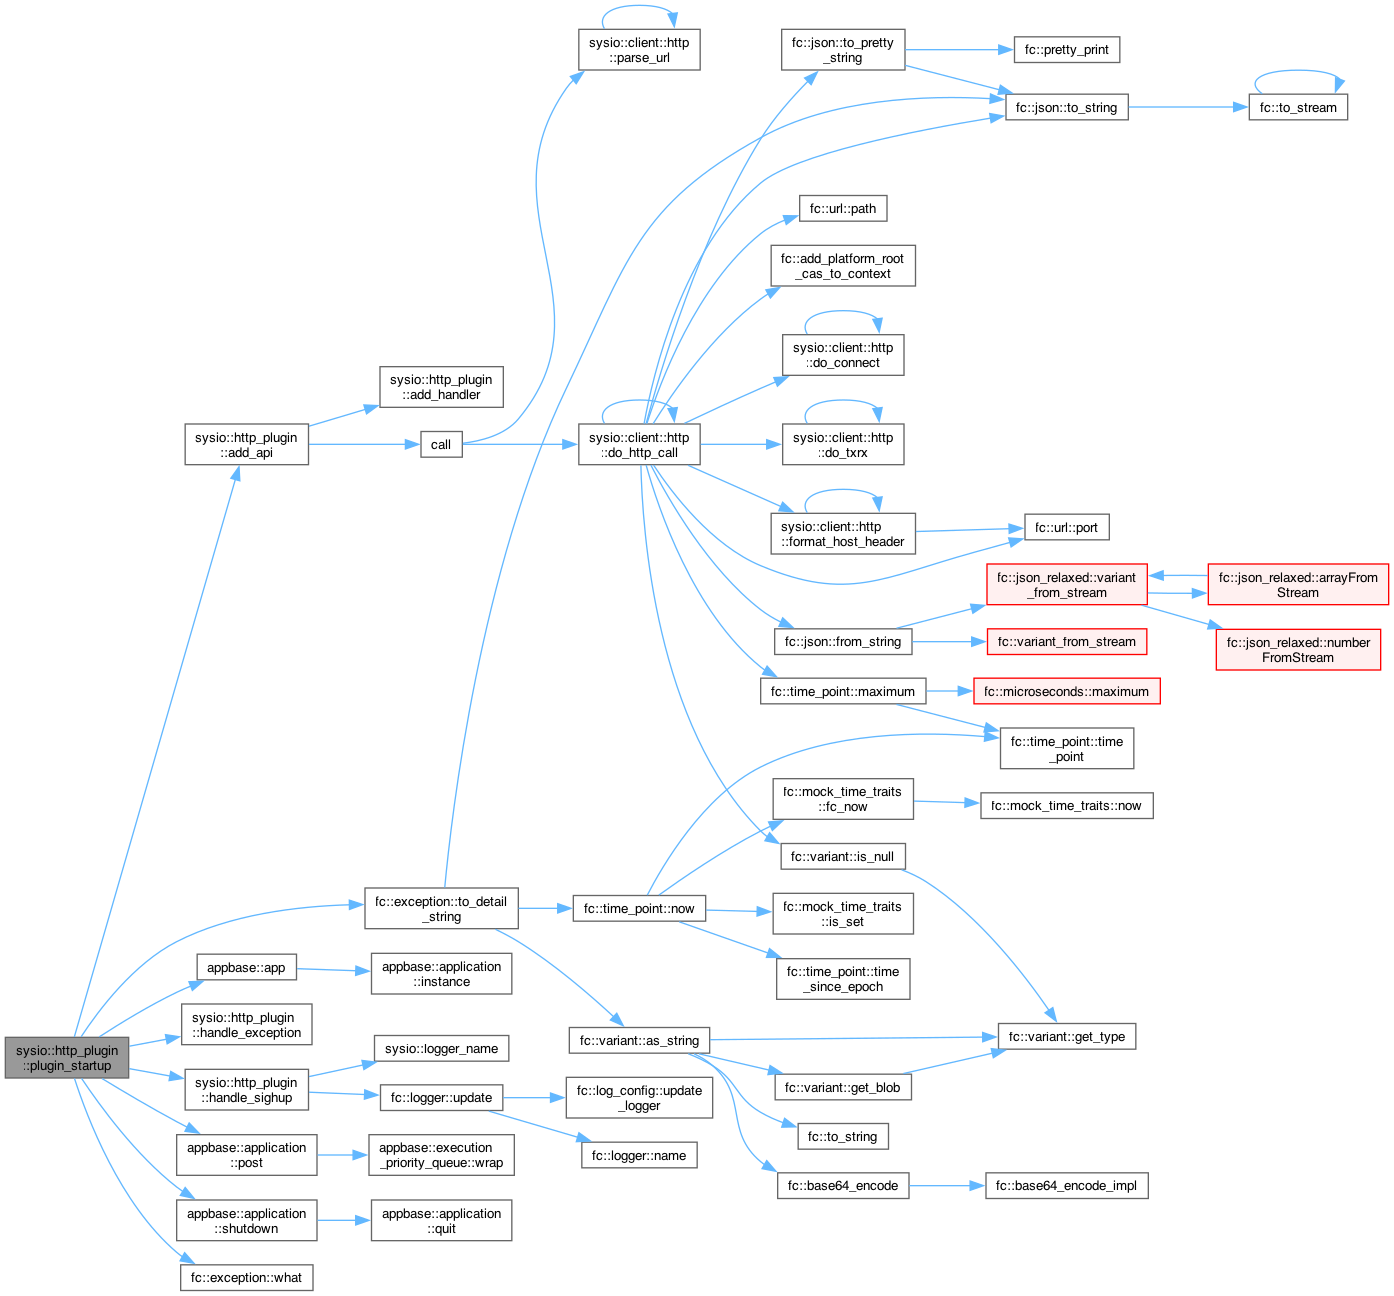 sysio::client::http
::parse_url
fc::json::to_pretty
_string
fc::pretty_print
fc::json::to_string
fc::to_stream
fc::url::path
fc::add_platform_root
_cas_to_context
sysio::client::http
::do_connect
sysio::http_plugin
::add_handler
sysio::http_plugin
::add_api
call
sysio::client::http
::do_http_call
sysio::client::http
::do_txrx
sysio::client::http
::format_host_header
fc::url::port
fc::json_relaxed::variant
_from_stream
fc::json_relaxed::arrayFrom
Stream
fc::json::from_string
fc::variant_from_stream
fc::json_relaxed::number
FromStream
fc::time_point::maximum
fc::microseconds::maximum
fc::time_point::time
_point
fc::mock_time_traits
::fc_now
fc::mock_time_traits::now
fc::variant::is_null
fc::exception::to_detail
_string
fc::time_point::now
fc::mock_time_traits
::is_set
appbase::app
appbase::application
::instance
fc::time_point::time
_since_epoch
sysio::http_plugin
::handle_exception
sysio::http_plugin
::plugin_startup
sysio::logger_name
fc::variant::as_string
fc::variant::get_type
sysio::http_plugin
::handle_sighup
fc::logger::update
fc::log_config::update
_logger
fc::variant::get_blob
appbase::application
::post
appbase::execution
_priority_queue::wrap
fc::logger::name
fc::to_string
fc::base64_encode
fc::base64_encode_impl
appbase::application
::shutdown
appbase::application
::quit
fc::exception::what